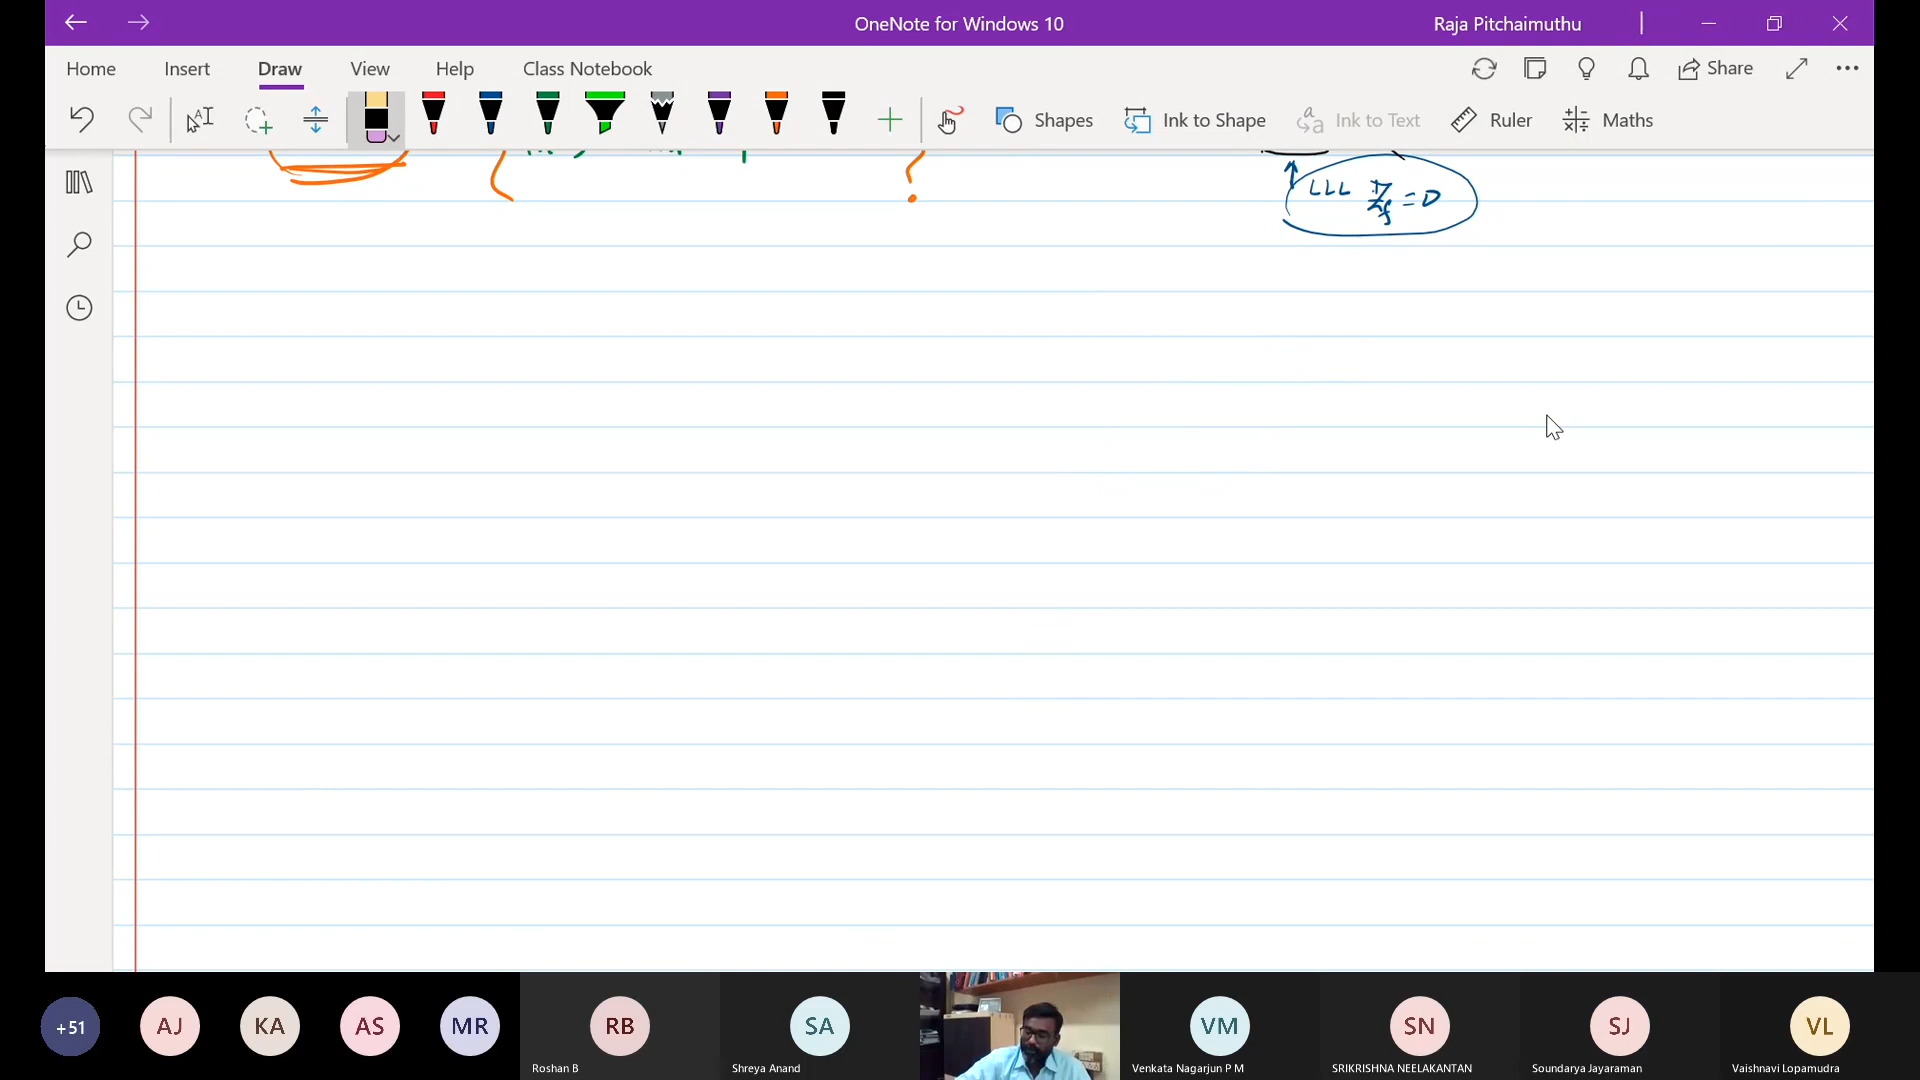 OneNote for Windows 10
Raja Pitchaimuthu
Home Insert Draw View Help Class Notebook
Share
Shapes Ink to Shape Ink to Text Ruler Maths
LLL Zf = 0
+51 AJ KA AS MR RB SA VM SN SJ VL
Roshan B Shreya Anand Venkata Nagarjun P M SRIKRISHNA NEELAKANTAN Soundarya Jayaraman Vaishnavi Lopamudra